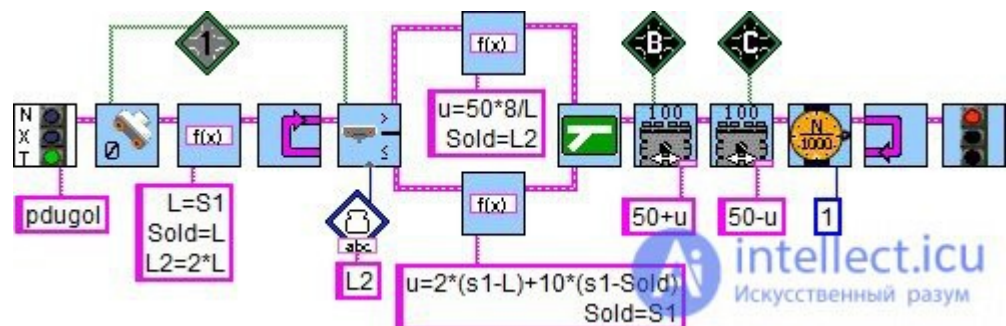 1
B
C
N
X
T
0
f(x)
f(x)
>
≤
100
100
N
1000
u=50*8/L
Sold=L2
pdugol
L=S1
Sold=L
L2=2*L
abc
L2
f(x)
50+u
50-u
1
u=2*(s1-L)+10*(s1-Sold)
Sold=S1
Ai
intellect.icu
Искусственный разум